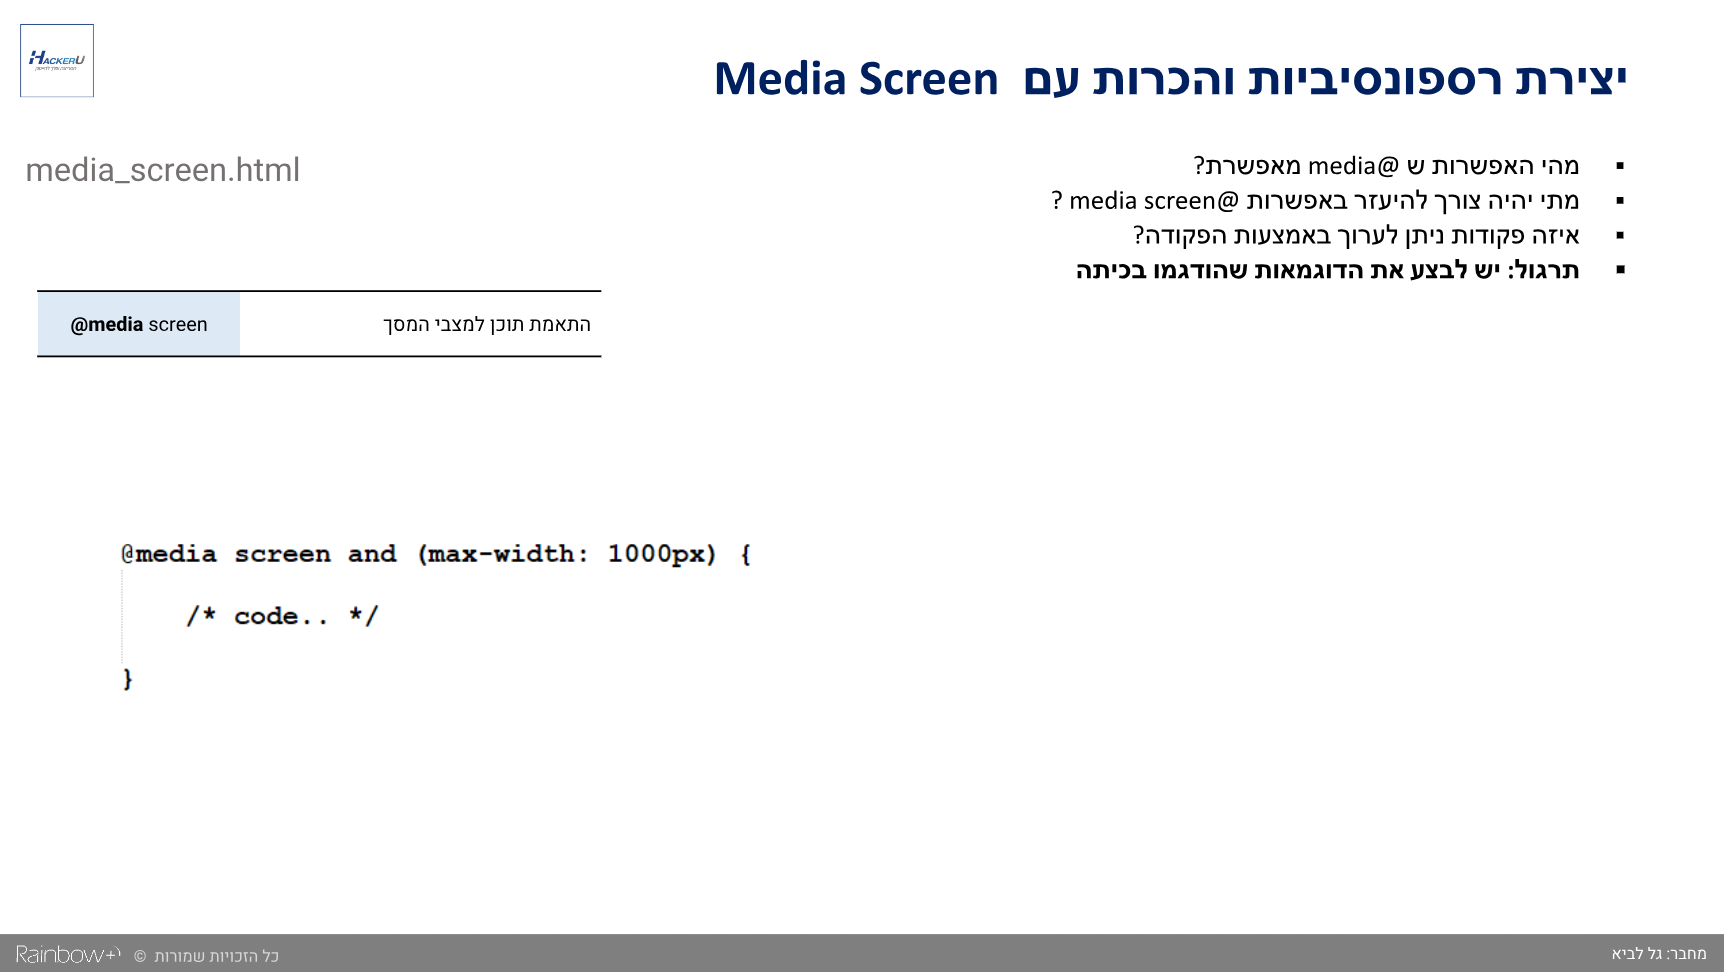 HACKERU
יצירת רספונסיביות והכרות עם Media Screen
media_screen.html
▪ מהי האפשרות ש @media מאפשרת?
▪ מתי יהיה צורך להיעזר באפשרות @media screen ?
▪ איזה פקודות ניתן לערוך באמצעות הפקודה?
▪ תרגול: יש לבצע את הדוגמאות שהודגמו בכיתה
@media screen
התאמת תוכן למצבי המסך
@media screen and (max-width: 1000px) {
/* code.. */
}
Rainbow+ © כל הזכויות שמורות
מחבר: גל לביא